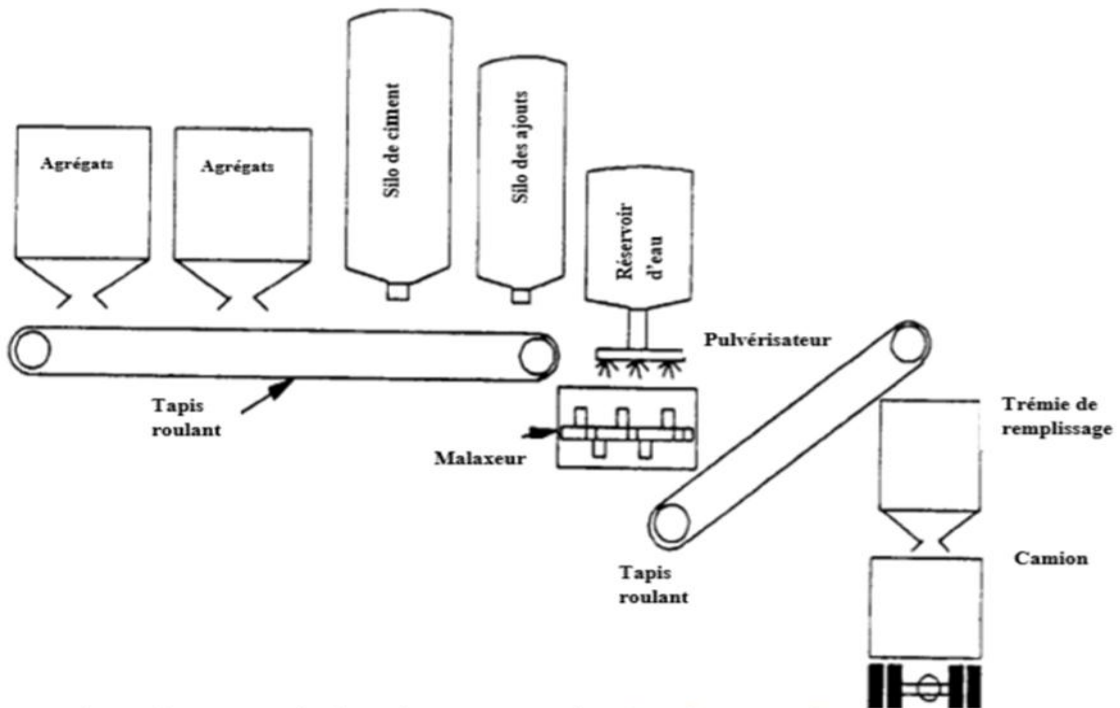 Agrégats
Agrégats
Silo de ciment
Silo des ajouts
Réservoir
d'eau
Pulvérisateur
Tapis
roulant
Malaxeur
Trémie de
remplissage
Tapis
roulant
Camion